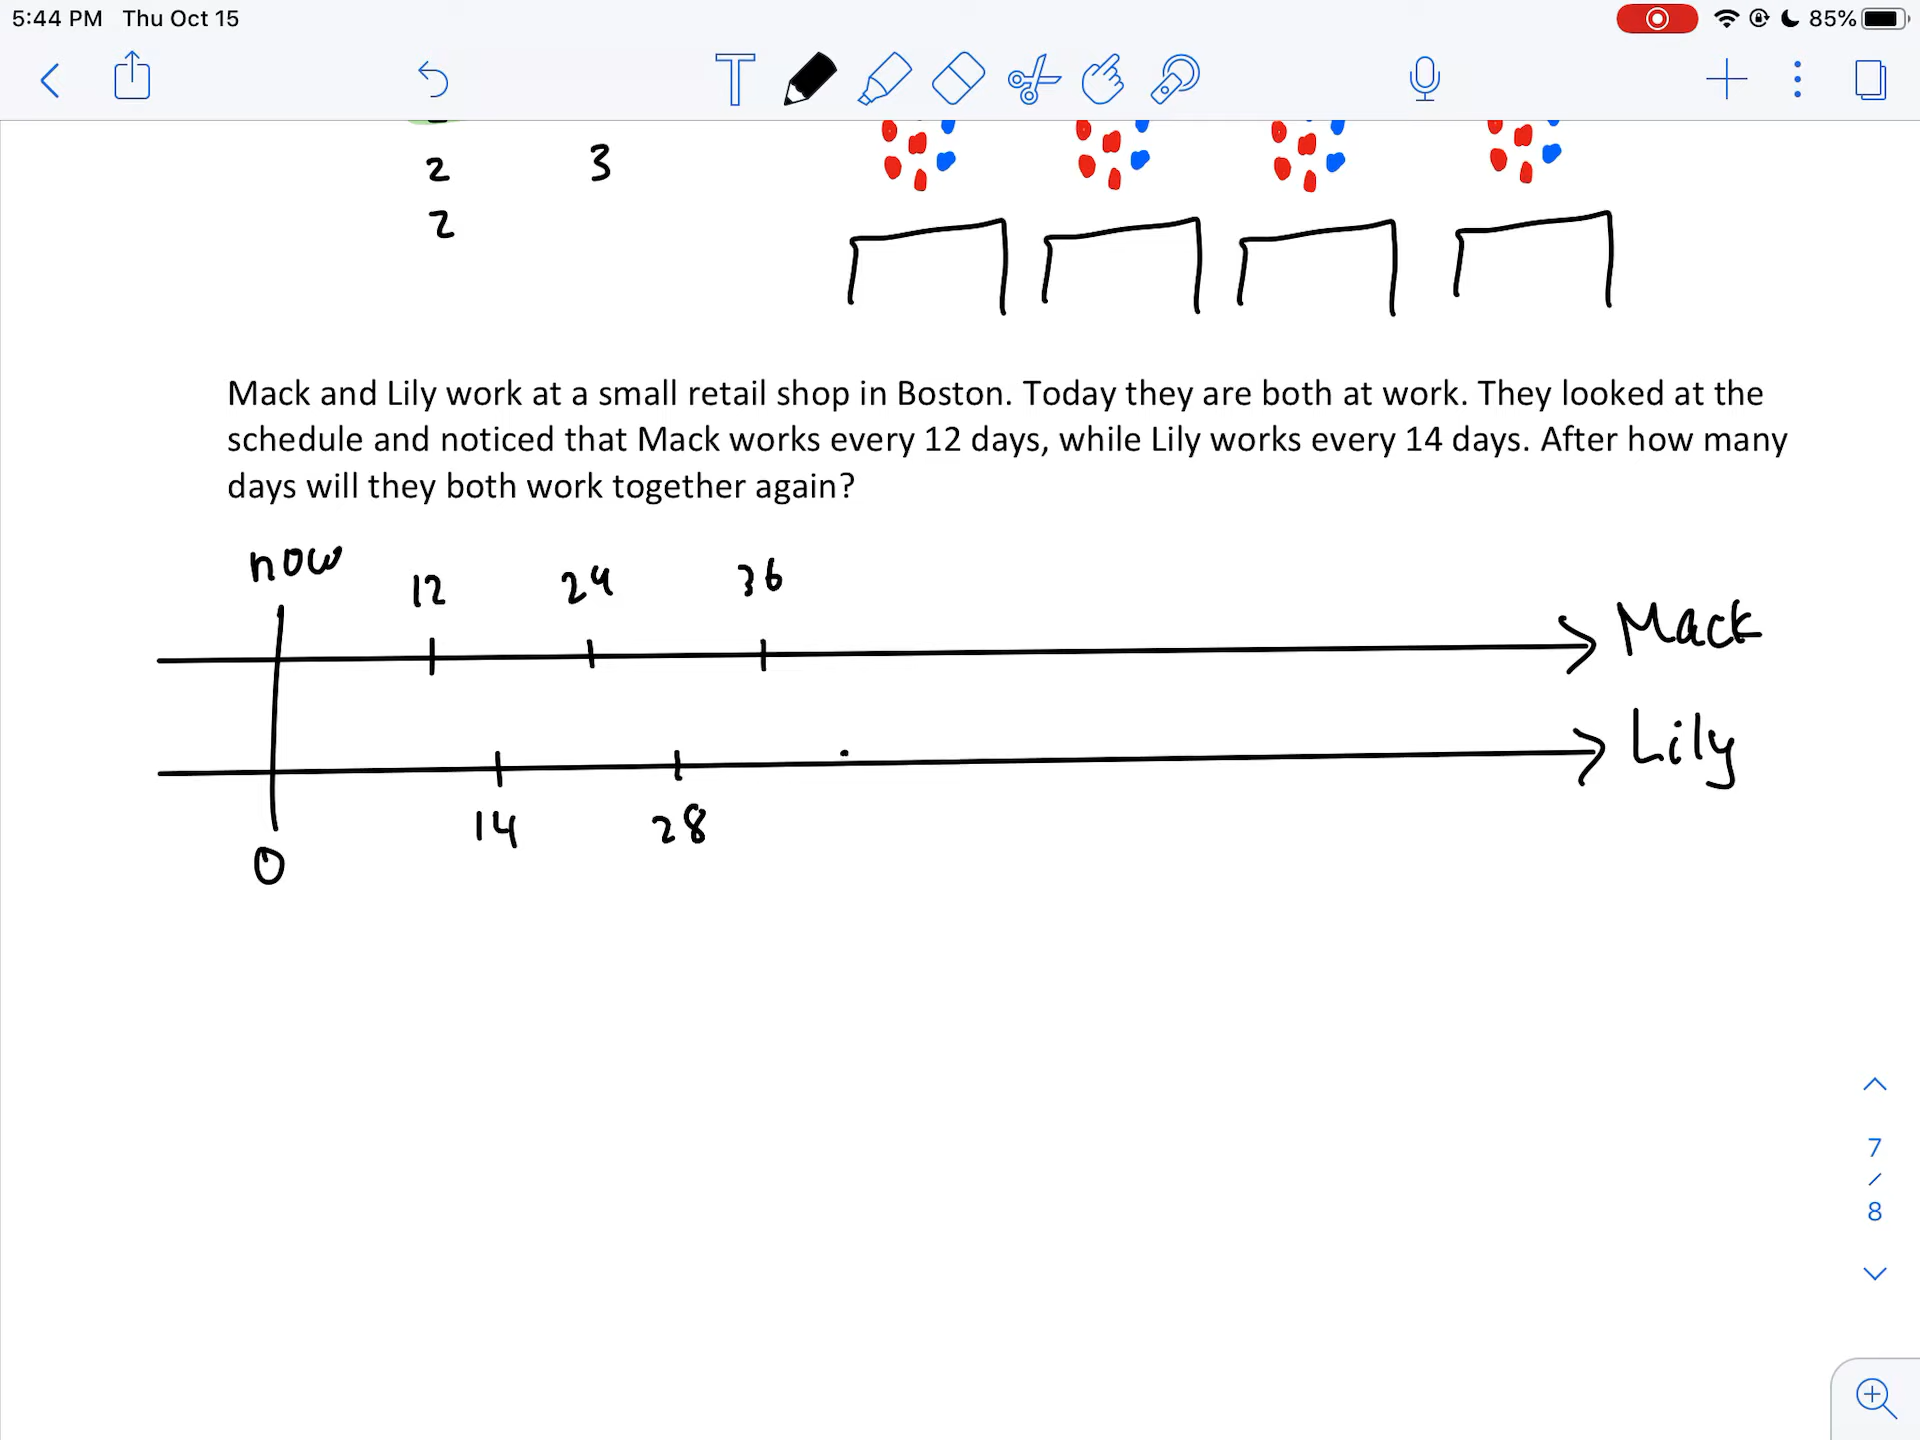 5:44 PM Thu Oct 15
85%
T
2 3
2
Mack and Lily work at a small retail shop in Boston. Today they are both at work. They looked at the
schedule and noticed that Mack works every 12 days, while Lily works every 14 days. After how many
days will they both work together again?
now 12 24 36
Mack
Lily
14 28
0
7
/
8